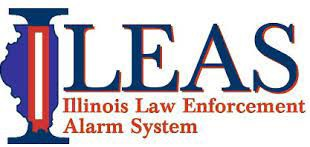 ILEAS
Illinois Law Enforcement
Alarm System